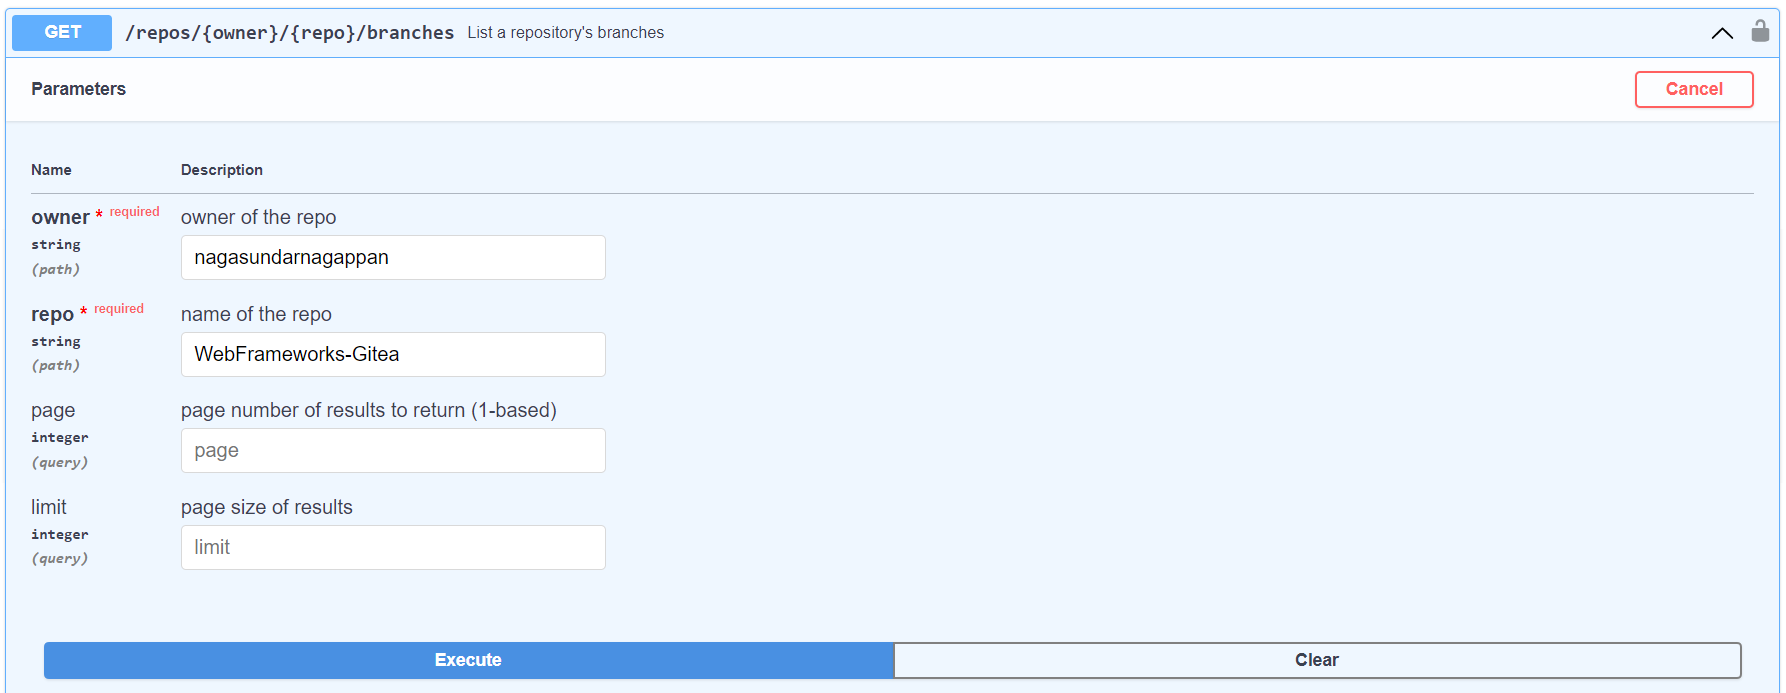 GET /repos/{owner}/{repo}/branches List a repository's branches
Parameters Cancel
Name Description
owner * required owner of the repo
string
(path)
nagasundarnagappan
repo * required name of the repo
string
(path)
WebFrameworks-Gitea
page page number of results to return (1-based)
integer
(query)
page
limit page size of results
integer
(query)
limit
Execute Clear